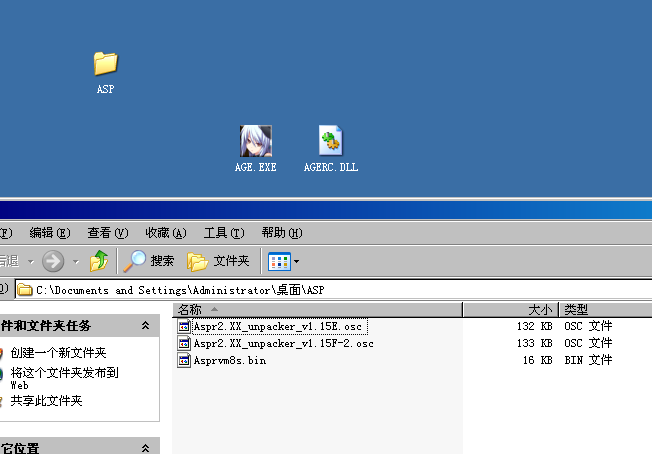 ASP
AGE.EXE
AGERC.DLL
(F) 编辑(E) 查看(V) 收藏(A) 工具(T) 帮助(H)
后退 搜索 文件夹
C:\Documents and Settings\Administrator\桌面\ASP
件和文件夹任务
创建一个新文件夹
将这个文件夹发布到
Web
共享此文件夹
它位置
名称 大小 类型
Aspr2.XX_unpacker_v1.15E.osc 132 KB OSC 文件
Aspr2.XX_unpacker_v1.15F-2.osc 133 KB OSC 文件
Asprvm8s.bin 16 KB BIN 文件